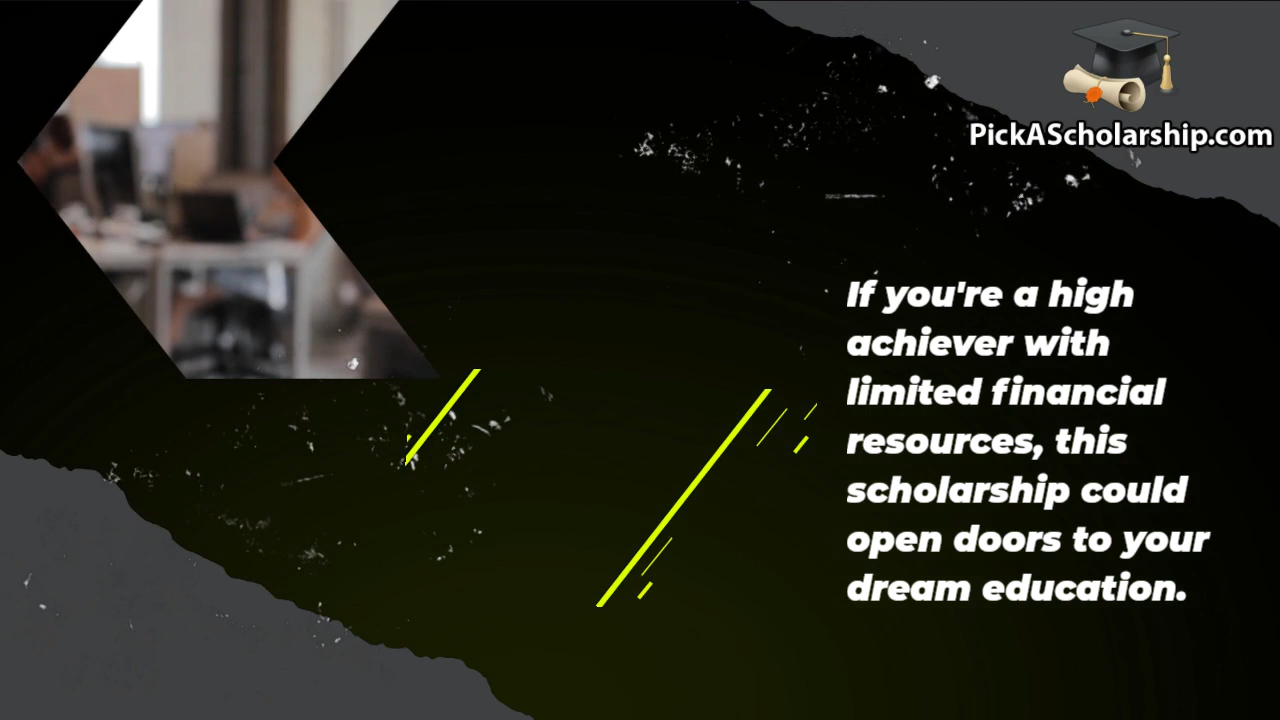 PickAScholarship.com
If you're a high
achiever with
limited financial
resources, this
scholarship could
open doors to your
dream education.